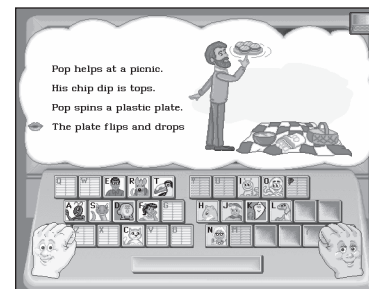 Pop helps at a picnic.
His chip dip is tops.
Pop spins a plastic plate.
The plate flips and drops
Q W E R T Y U I O P
A S D F G H J K L
Z X C V B N M